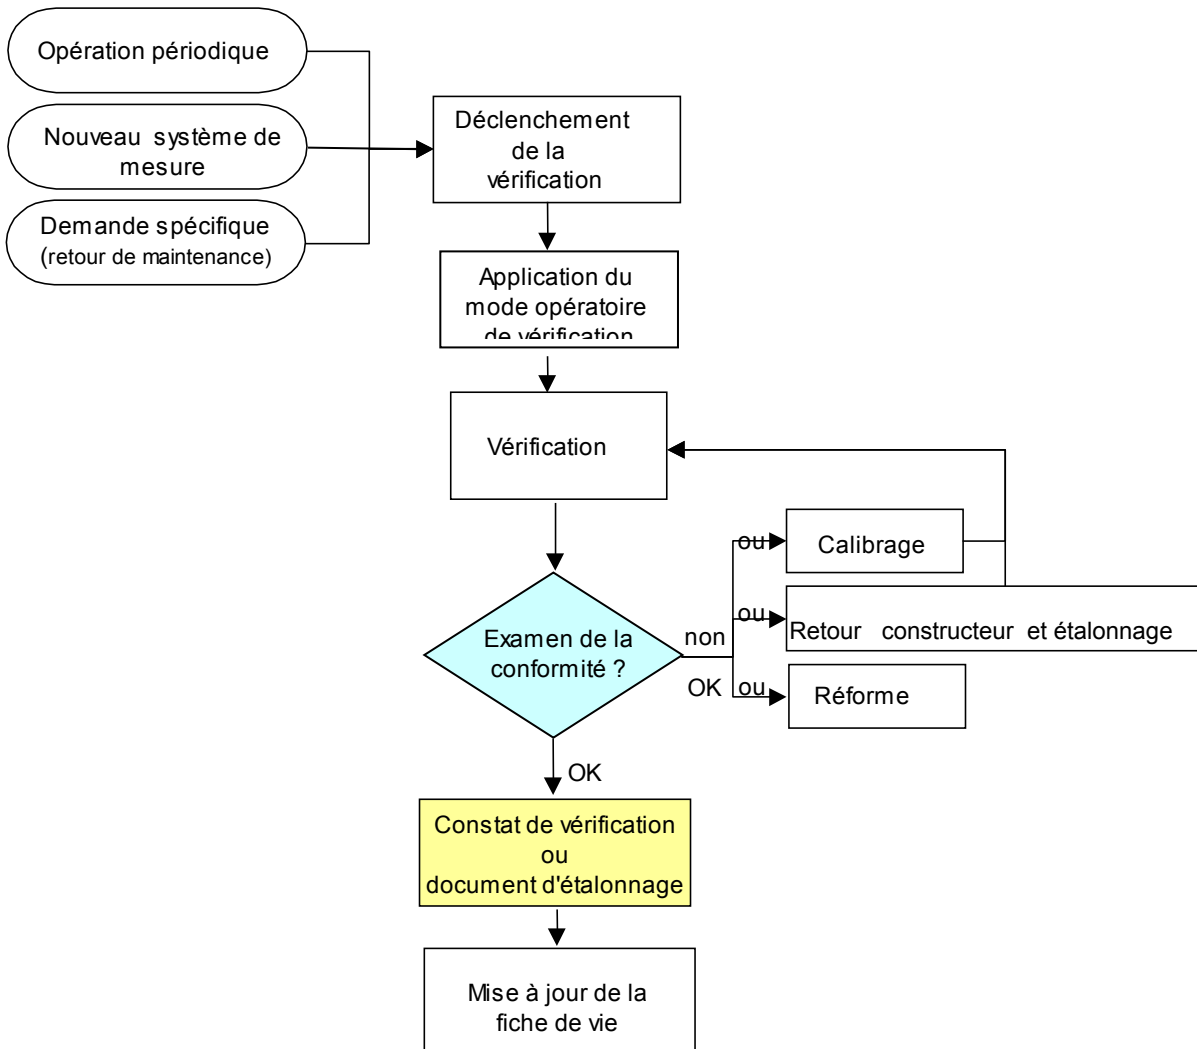 Opération périodique
Nouveau système de
mesure
Demande spécifique
(retour de maintenance)
Déclenchement
de la
vérification
Application du
mode opératoire
de vérification
Vérification
ou
Calibrage
ou
Retour constructeur et étalonnage
Examen de la
conformité ?
non
OK
ou
Réforme
OK
Constat de vérification
ou
document d'étalonnage
Mise à jour de la
fiche de vie